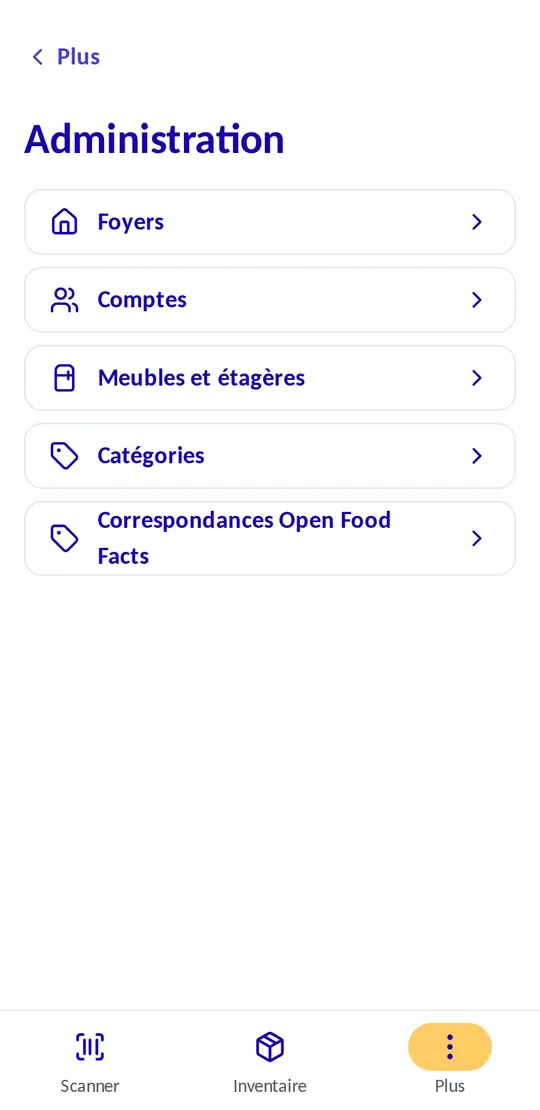 Plus
Administration
Foyers
Comptes
Meubles et étagères
Catégories
Correspondances Open Food
Facts
Scanner
Inventaire
Plus